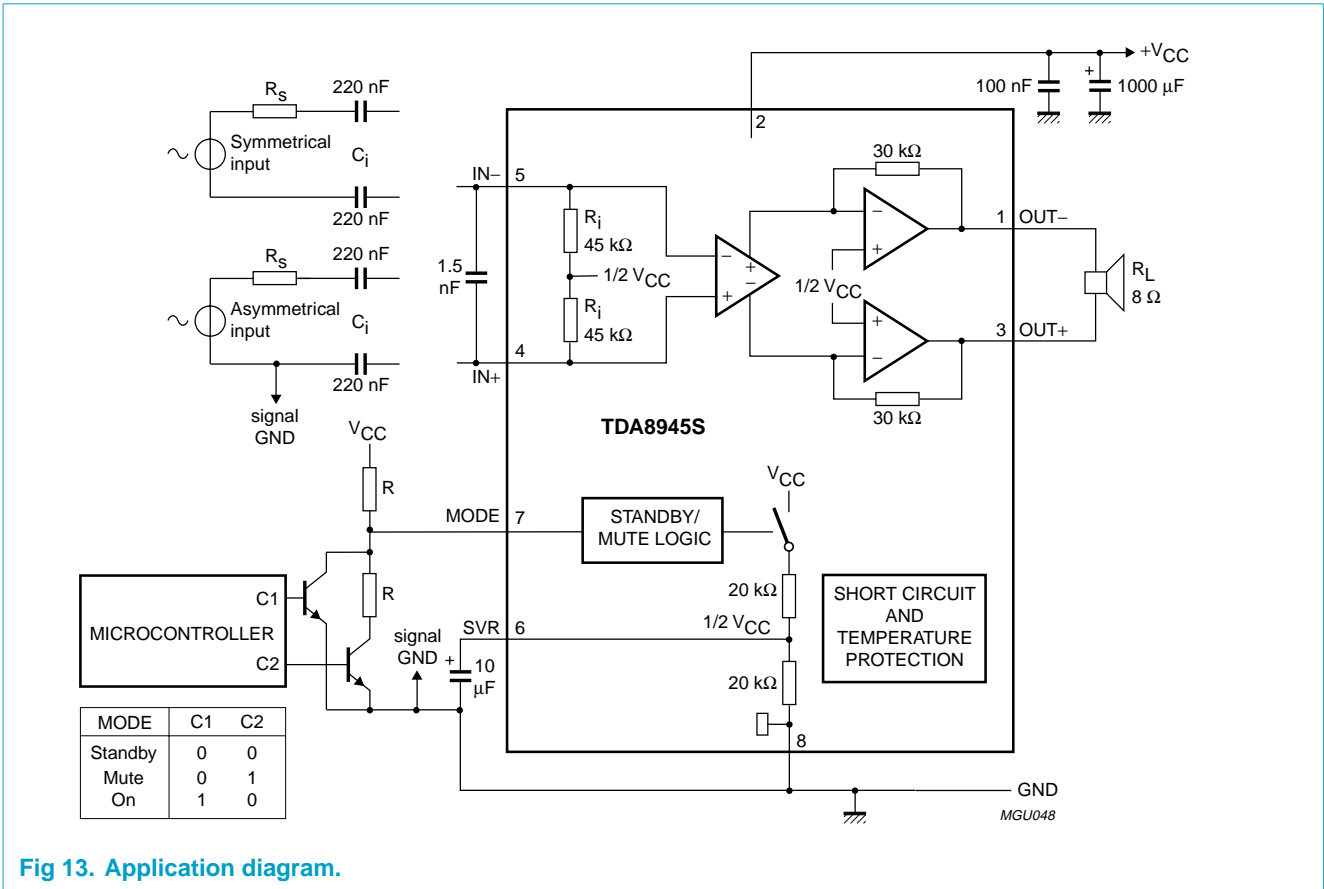 +VCC
100 nF
+
1000 µF
RS
220 nF
Symmetrical
input
Ci
220 nF
RS
220 nF
Asymmetrical
input
Ci
220 nF
signal
GND
IN−
5
1.5
nF
Ri
45 kΩ
1/2 VCC
Ri
45 kΩ
4
IN+
2
30 kΩ
−
+
−
+
+
−
1/2 VCC
+
−
30 kΩ
1
OUT−
3
OUT+
RL
8 Ω
TDA8945S
VCC
R
MODE
7
STANDBY/
MUTE LOGIC
VCC
R
MICROCONTROLLER
C1
C2
signal
GND
SVR
6
+
10
µF
20 kΩ
1/2 VCC
20 kΩ
SHORT CIRCUIT
AND
TEMPERATURE
PROTECTION
8
MODE C1 C2
Standby 0 0
Mute 0 1
On 1 0
GND
MGU048
Fig 13. Application diagram.